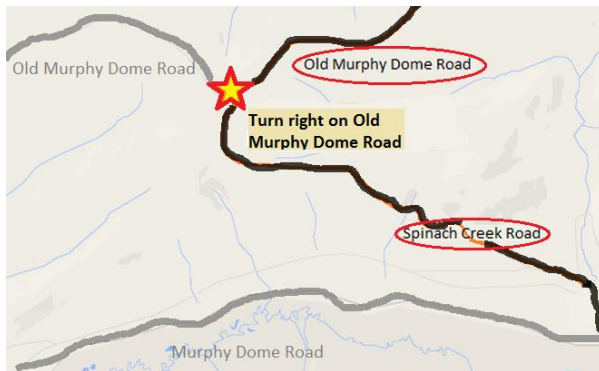 Old Murphy Dome Road
Old Murphy Dome Road
Turn right on Old
Murphy Dome Road
Spinach Creek Road
Murphy Dome Road